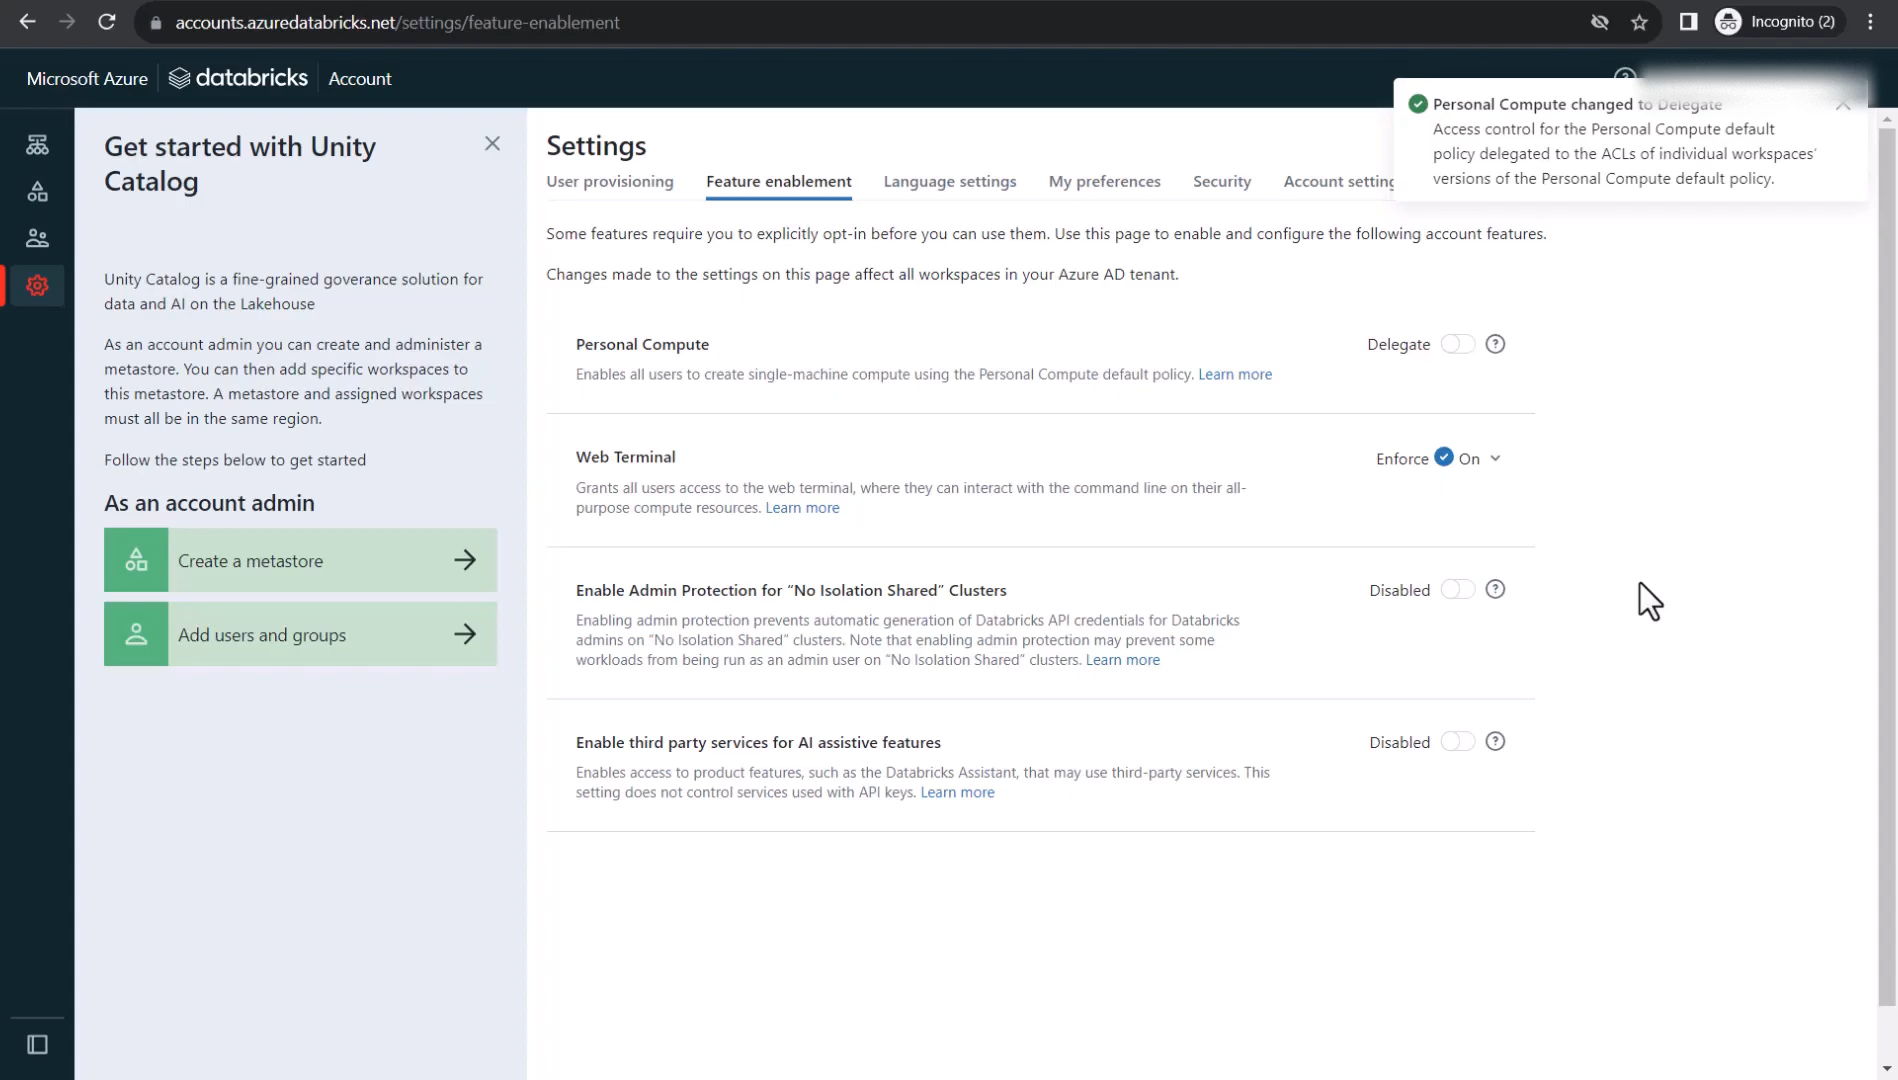 accounts.azuredatabricks.net/settings/feature-enablement
Incognito (2)
Microsoft Azure
databricks
Account
Personal Compute changed to Delegate
Access control for the Personal Compute default
policy delegated to the ACLs of individual workspaces'
versions of the Personal Compute default policy.
Get started with Unity
Catalog
Unity Catalog is a fine-grained goverance solution for
data and AI on the Lakehouse
As an account admin you can create and administer a
metastore. You can then add specific workspaces to
this metastore. A metastore and assigned workspaces
must all be in the same region.
Follow the steps below to get started
As an account admin
Create a metastore
Add users and groups
Settings
User provisioning
Feature enablement
Language settings
My preferences
Security
Account setting
Some features require you to explicitly opt-in before you can use them. Use this page to enable and configure the following account features.
Changes made to the settings on this page affect all workspaces in your Azure AD tenant.
Personal Compute
Delegate
?
Enables all users to create single-machine compute using the Personal Compute default policy. Learn more
Web Terminal
Enforce
On
Grants all users access to the web terminal, where they can interact with the command line on their all-
purpose compute resources. Learn more
Enable Admin Protection for “No Isolation Shared” Clusters
Disabled
?
Enabling admin protection prevents automatic generation of Databricks API credentials for Databricks
admins on “No Isolation Shared” clusters. Note that enabling admin protection may prevent some
workloads from being run as an admin user on “No Isolation Shared” clusters. Learn more
Enable third party services for AI assistive features
Disabled
?
Enables access to product features, such as the Databricks Assistant, that may use third-party services. This
setting does not control services used with API keys. Learn more